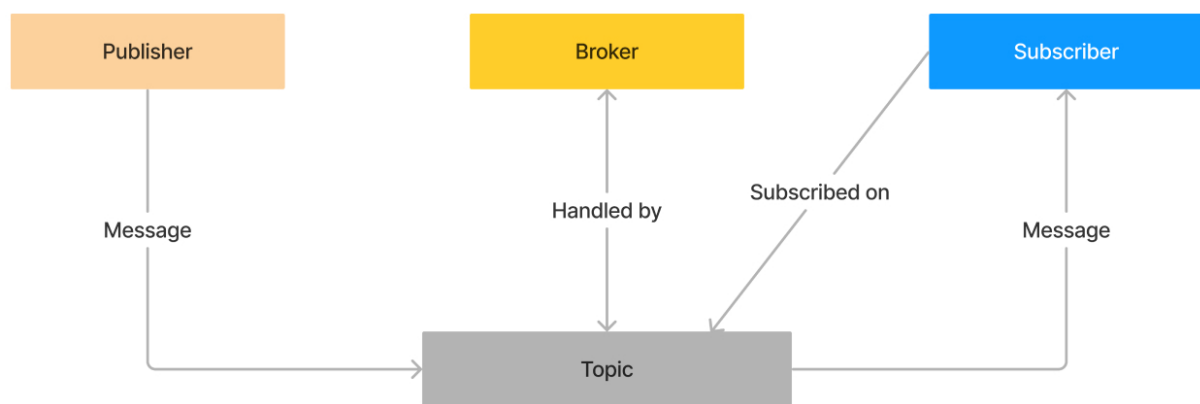 Publisher
Broker
Subscriber
Subscribed on
Handled by
Message
Message
Topic